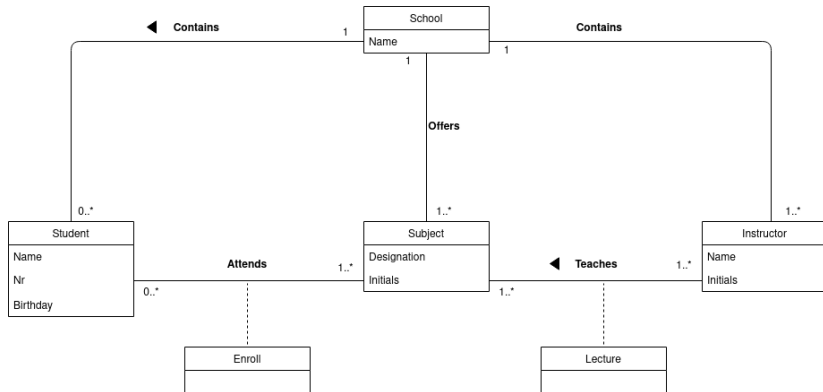 School
Contains
Contains
1
Name
1
1
Offers
0..*
1..*
1..*
Student
Subject
Instructor
Name
Designation
Name
Attends
1..*
Teaches
1..*
Nr
Initials
Initials
0..*
1..*
Birthday
Enroll
Lecture